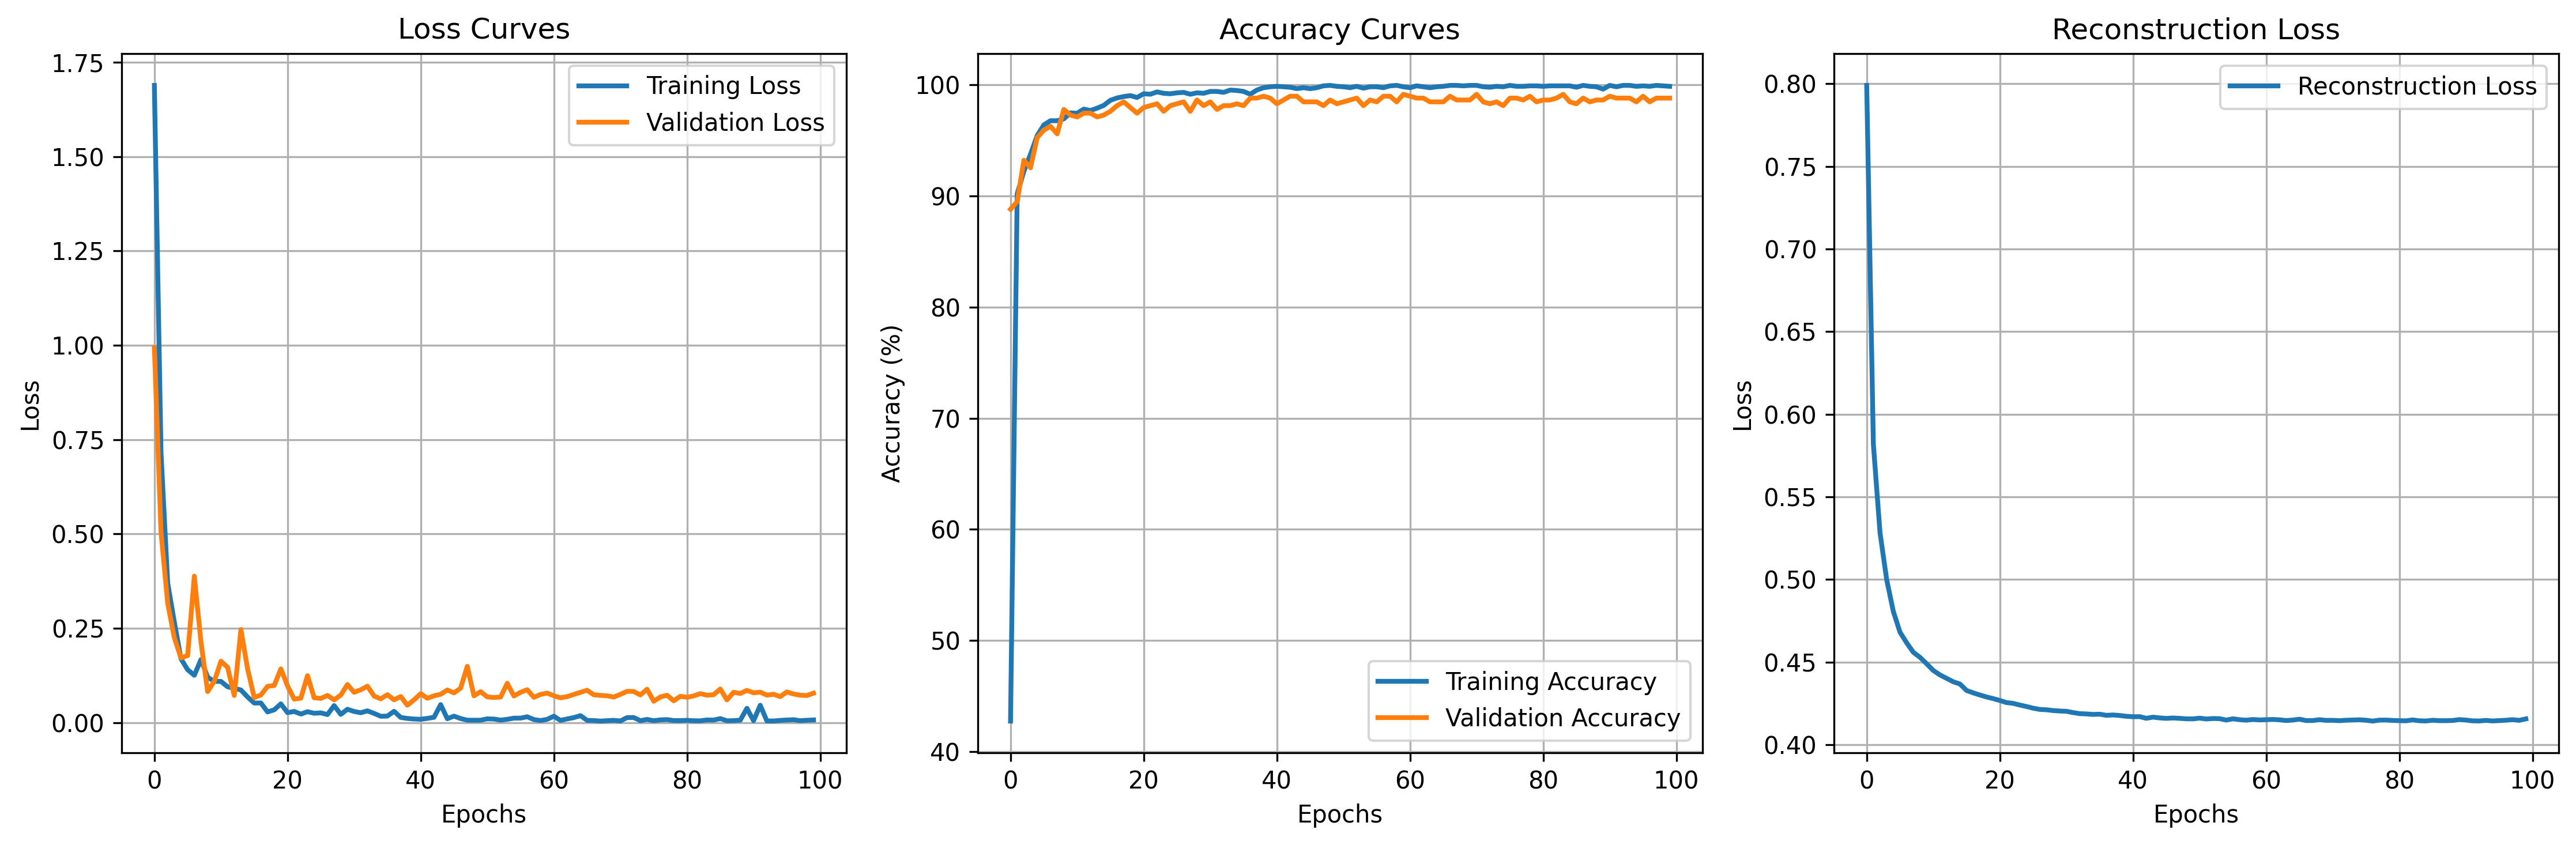 Loss Curves
1.75
1.50
1.25
1.00
0.75
0.50
0.25
0.00
Loss
0 20 40 60 80 100
Epochs
Training Loss
Validation Loss
Accuracy Curves
100
90
80
70
60
50
40
Accuracy (%)
0 20 40 60 80 100
Epochs
Training Accuracy
Validation Accuracy
Reconstruction Loss
0.80
0.75
0.70
0.65
0.60
0.55
0.50
0.45
0.40
Loss
0 20 40 60 80 100
Epochs
Reconstruction Loss